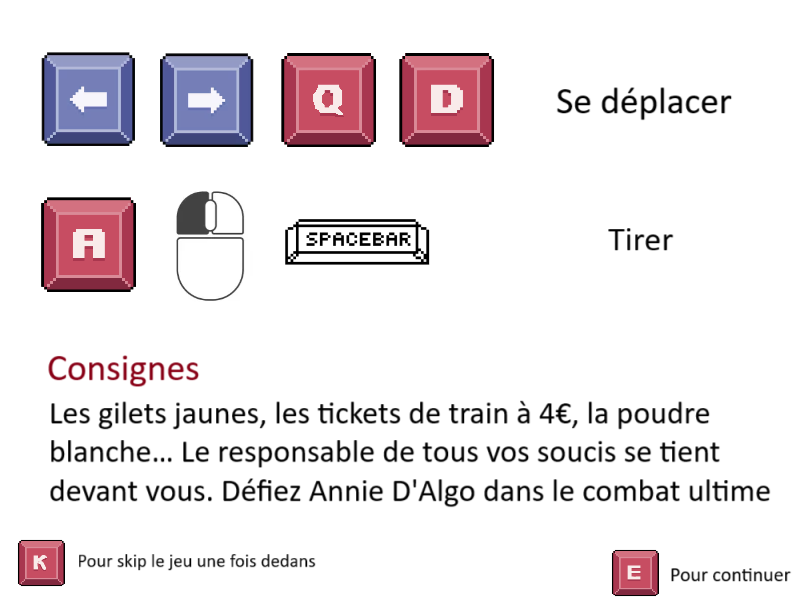 Q D Se déplacer
A SPACEBAR Tirer
Consignes
Les gilets jaunes, les tickets de train à 4€, la poudre
blanche... Le responsable de tous vos soucis se tient
devant vous. Défiez Annie D'Algo dans le combat ultime
K Pour skip le jeu une fois dedans
E Pour continuer